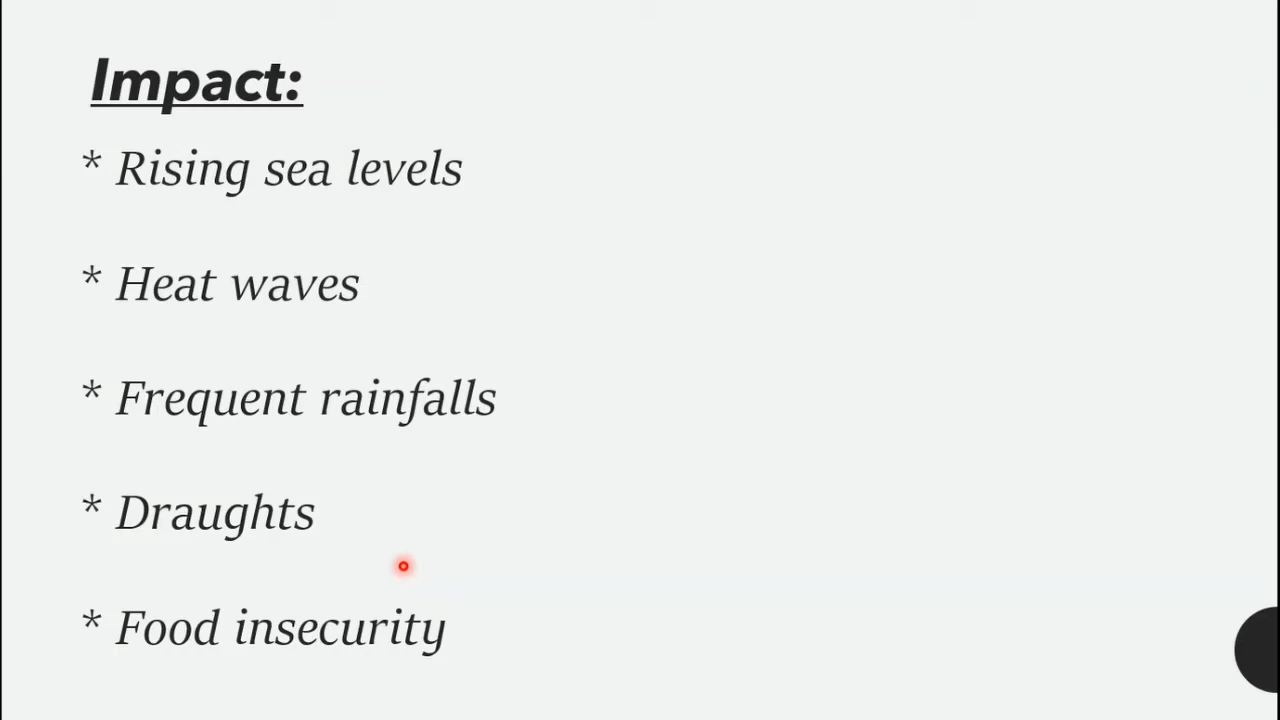 Impact:
* Rising sea levels
* Heat waves
* Frequent rainfalls
* Draughts
* Food insecurity